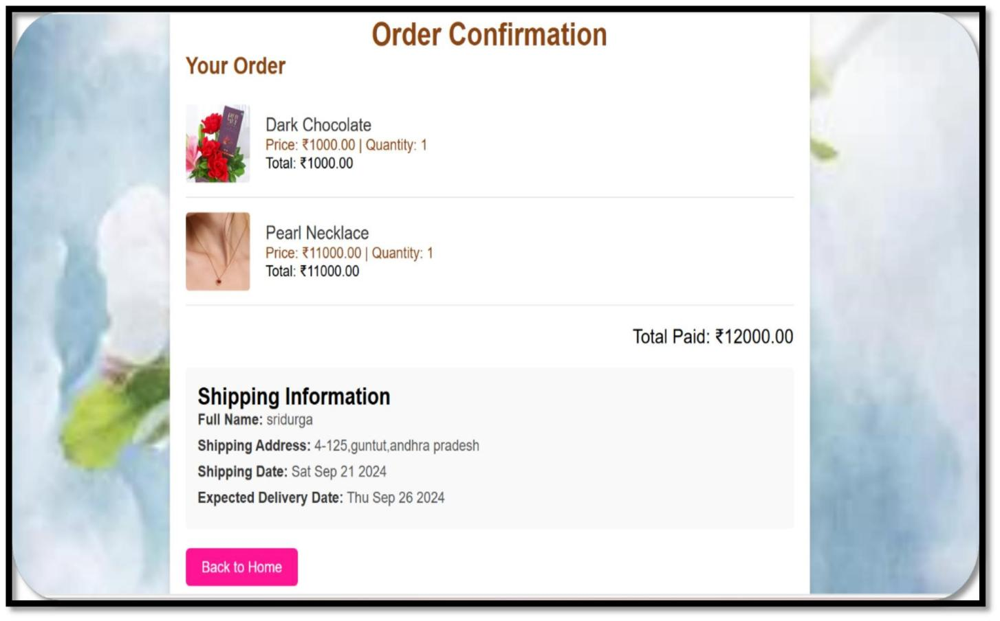 Order Confirmation
Your Order
Dark Chocolate
Price: ₹1000.00 | Quantity: 1
Total: ₹1000.00
Pearl Necklace
Price: ₹11000.00 | Quantity: 1
Total: ₹11000.00
Total Paid: ₹12000.00
Shipping Information
Full Name: sridurga
Shipping Address: 4-125,guntut,andhra pradesh
Shipping Date: Sat Sep 21 2024
Expected Delivery Date: Thu Sep 26 2024
Back to Home